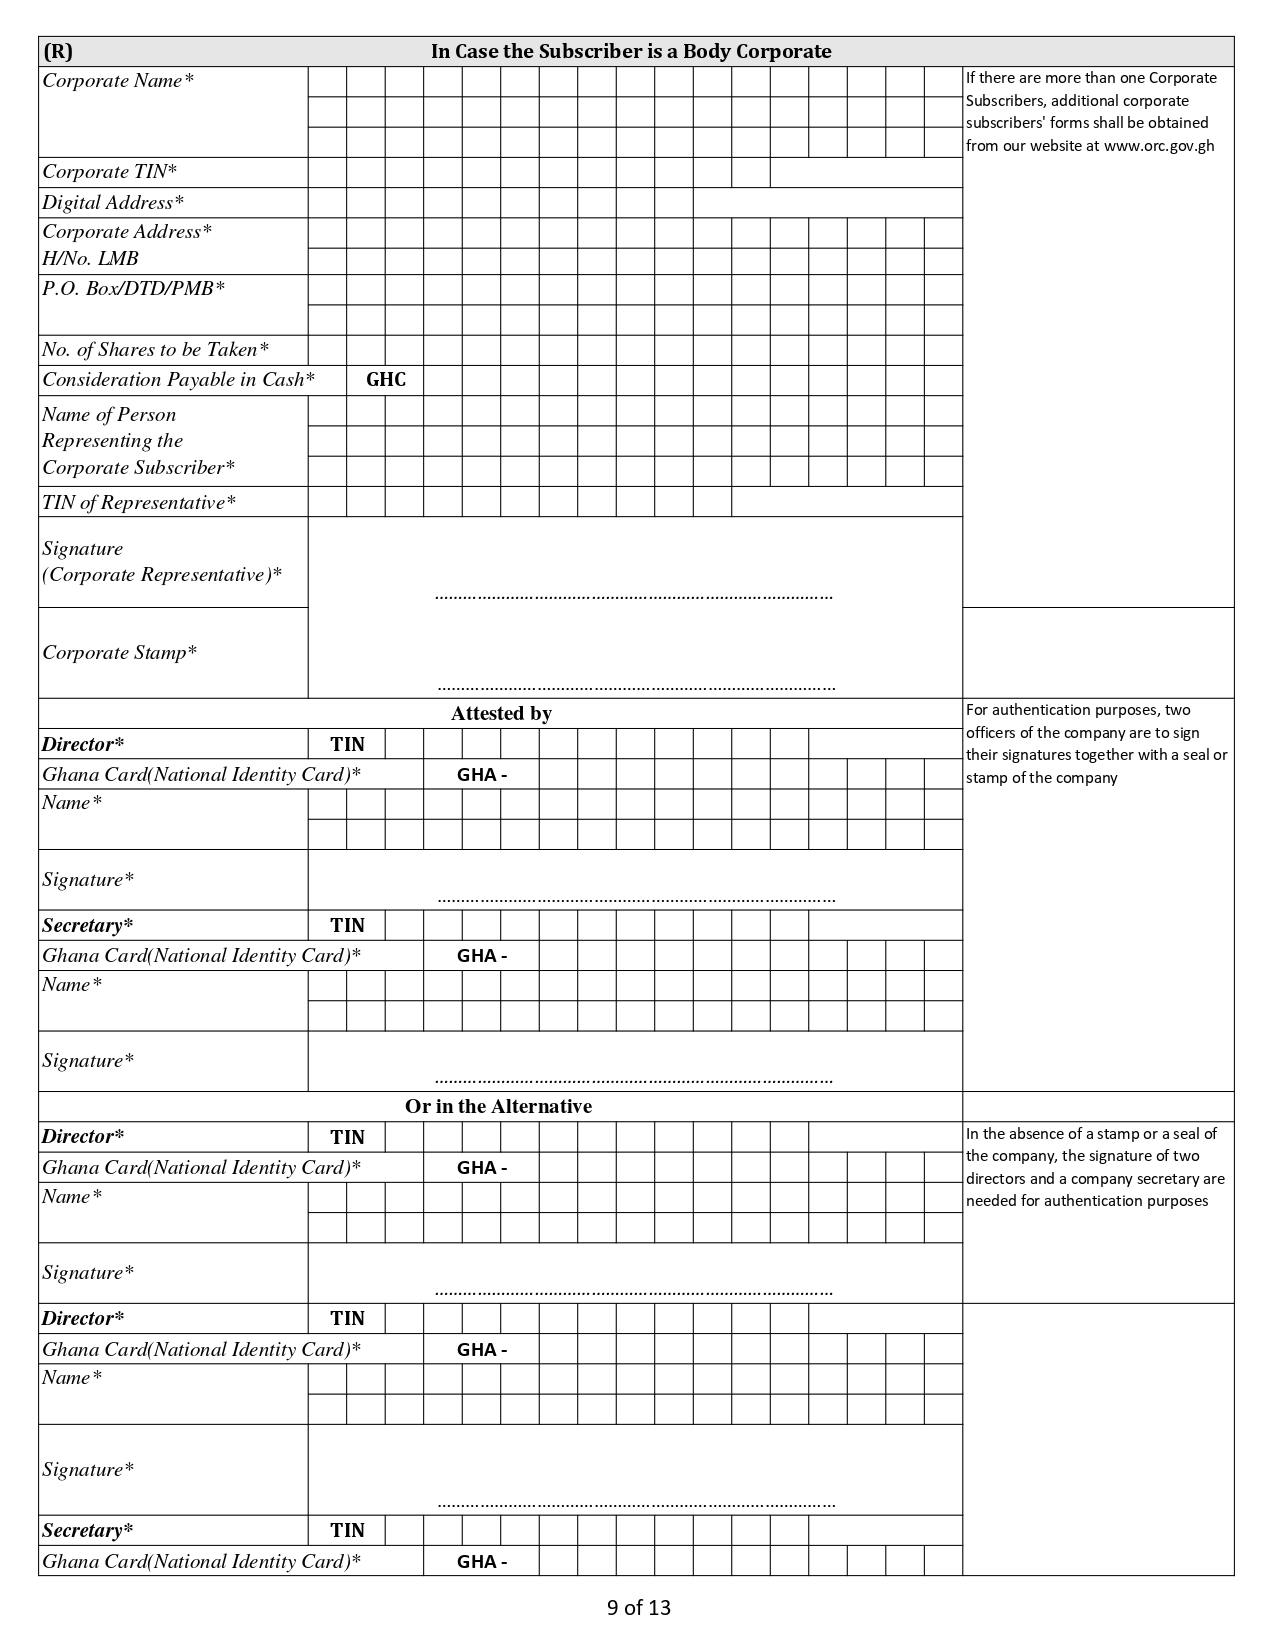 (R) In Case the Subscriber is a Body Corporate
Corporate Name*
If there are more than one Corporate
Subscribers, additional corporate
subscribers' forms shall be obtained
from our website at www.orc.gov.gh
Corporate TIN*
Digital Address*
Corporate Address*
H/No. LMB
P.O. Box/DTD/PMB*
No. of Shares to be Taken*
Consideration Payable in Cash* GHC
Name of Person
Representing the
Corporate Subscriber*
TIN of Representative*
Signature
(Corporate Representative)*
Corporate Stamp*
Attested by
For authentication purposes, two
officers of the company are to sign
their signatures together with a seal or
stamp of the company
Director* TIN
Ghana Card(National Identity Card)* GHA -
Name*
Signature*
Secretary* TIN
Ghana Card(National Identity Card)* GHA -
Name*
Signature*
Or in the Alternative
Director* TIN
In the absence of a stamp or a seal of
the company, the signature of two
directors and a company secretary are
needed for authentication purposes
Ghana Card(National Identity Card)* GHA -
Name*
Signature*
Director* TIN
Ghana Card(National Identity Card)* GHA -
Name*
Signature*
Secretary* TIN
Ghana Card(National Identity Card)* GHA -
9 of 13